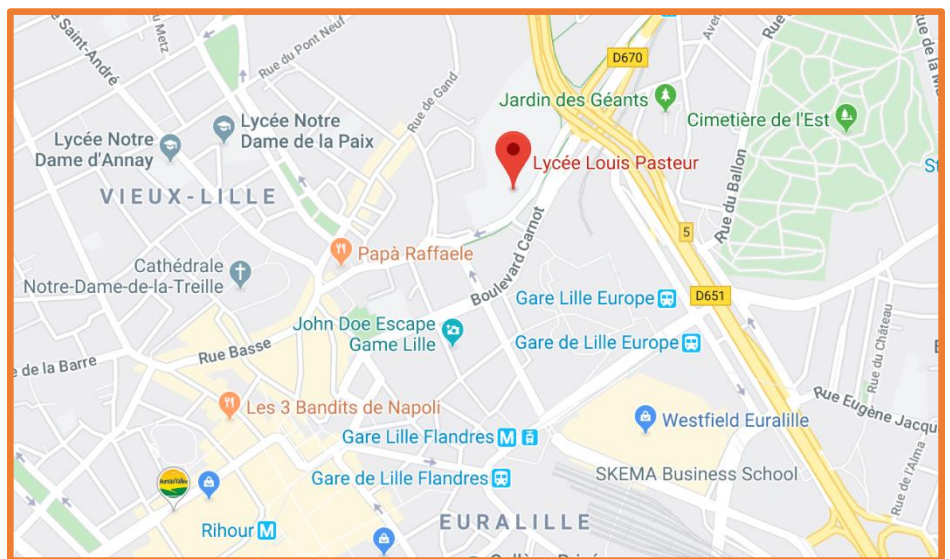 Rue Saint-André
du Metz
Rue du Pont Neuf
Rue de Gand
D670
Jardin des Géants
Cimetière de l'Est
Lycée Notre
Dame d'Annay
Lycée Notre
Dame de la Paix
Lycée Louis Pasteur
VIEUX-LILLE
Rue du Ballon
5
Papà Raffaele
Cathédrale
Notre-Dame-de-la-Treille
Boulevard Carnot
Gare Lille Europe
D651
John Doe Escape
Game Lille
Gare de Lille Europe
Rue Basse
e de la Barre
Rue du Château
Les 3 Bandits de Napoli
Rue Eugène Jacqu
Westfield Euralille
Gare Lille Flandres M
SKEMA Business School
Gare de Lille Flandres
Rue de l'Alma
Rihour M
EURALILLE